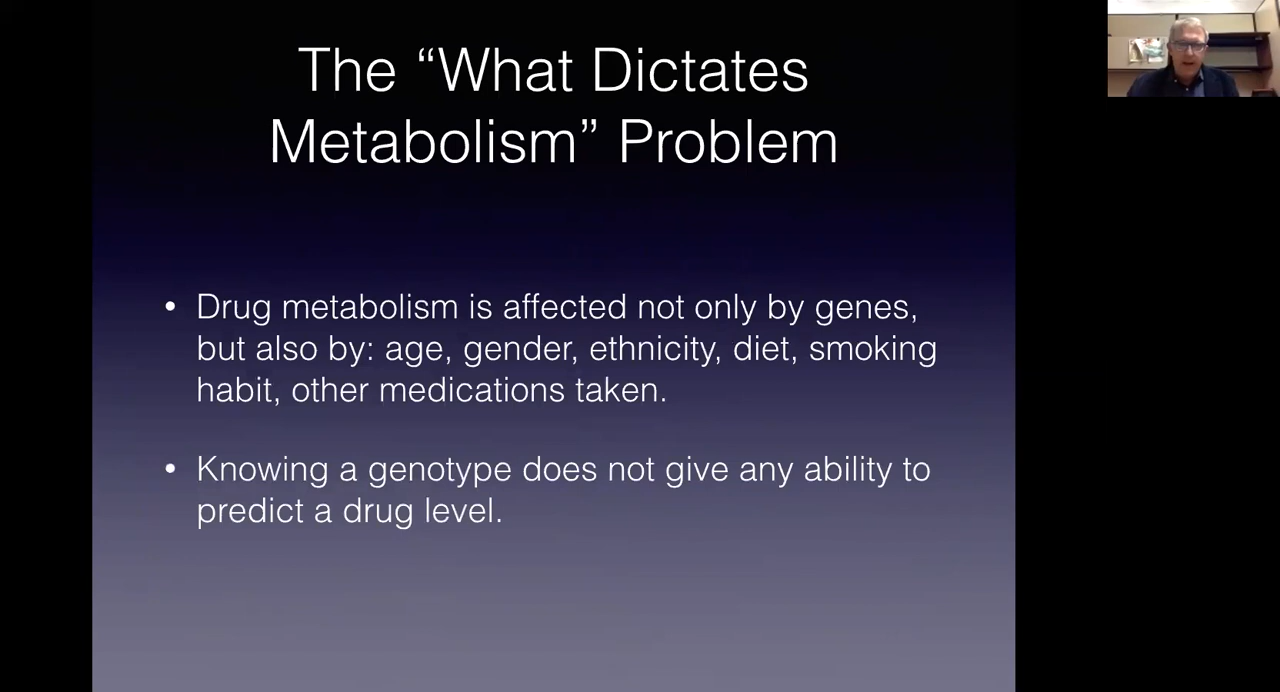 The “What Dictates
Metabolism” Problem
• Drug metabolism is affected not only by genes,
but also by: age, gender, ethnicity, diet, smoking
habit, other medications taken.
• Knowing a genotype does not give any ability to
predict a drug level.